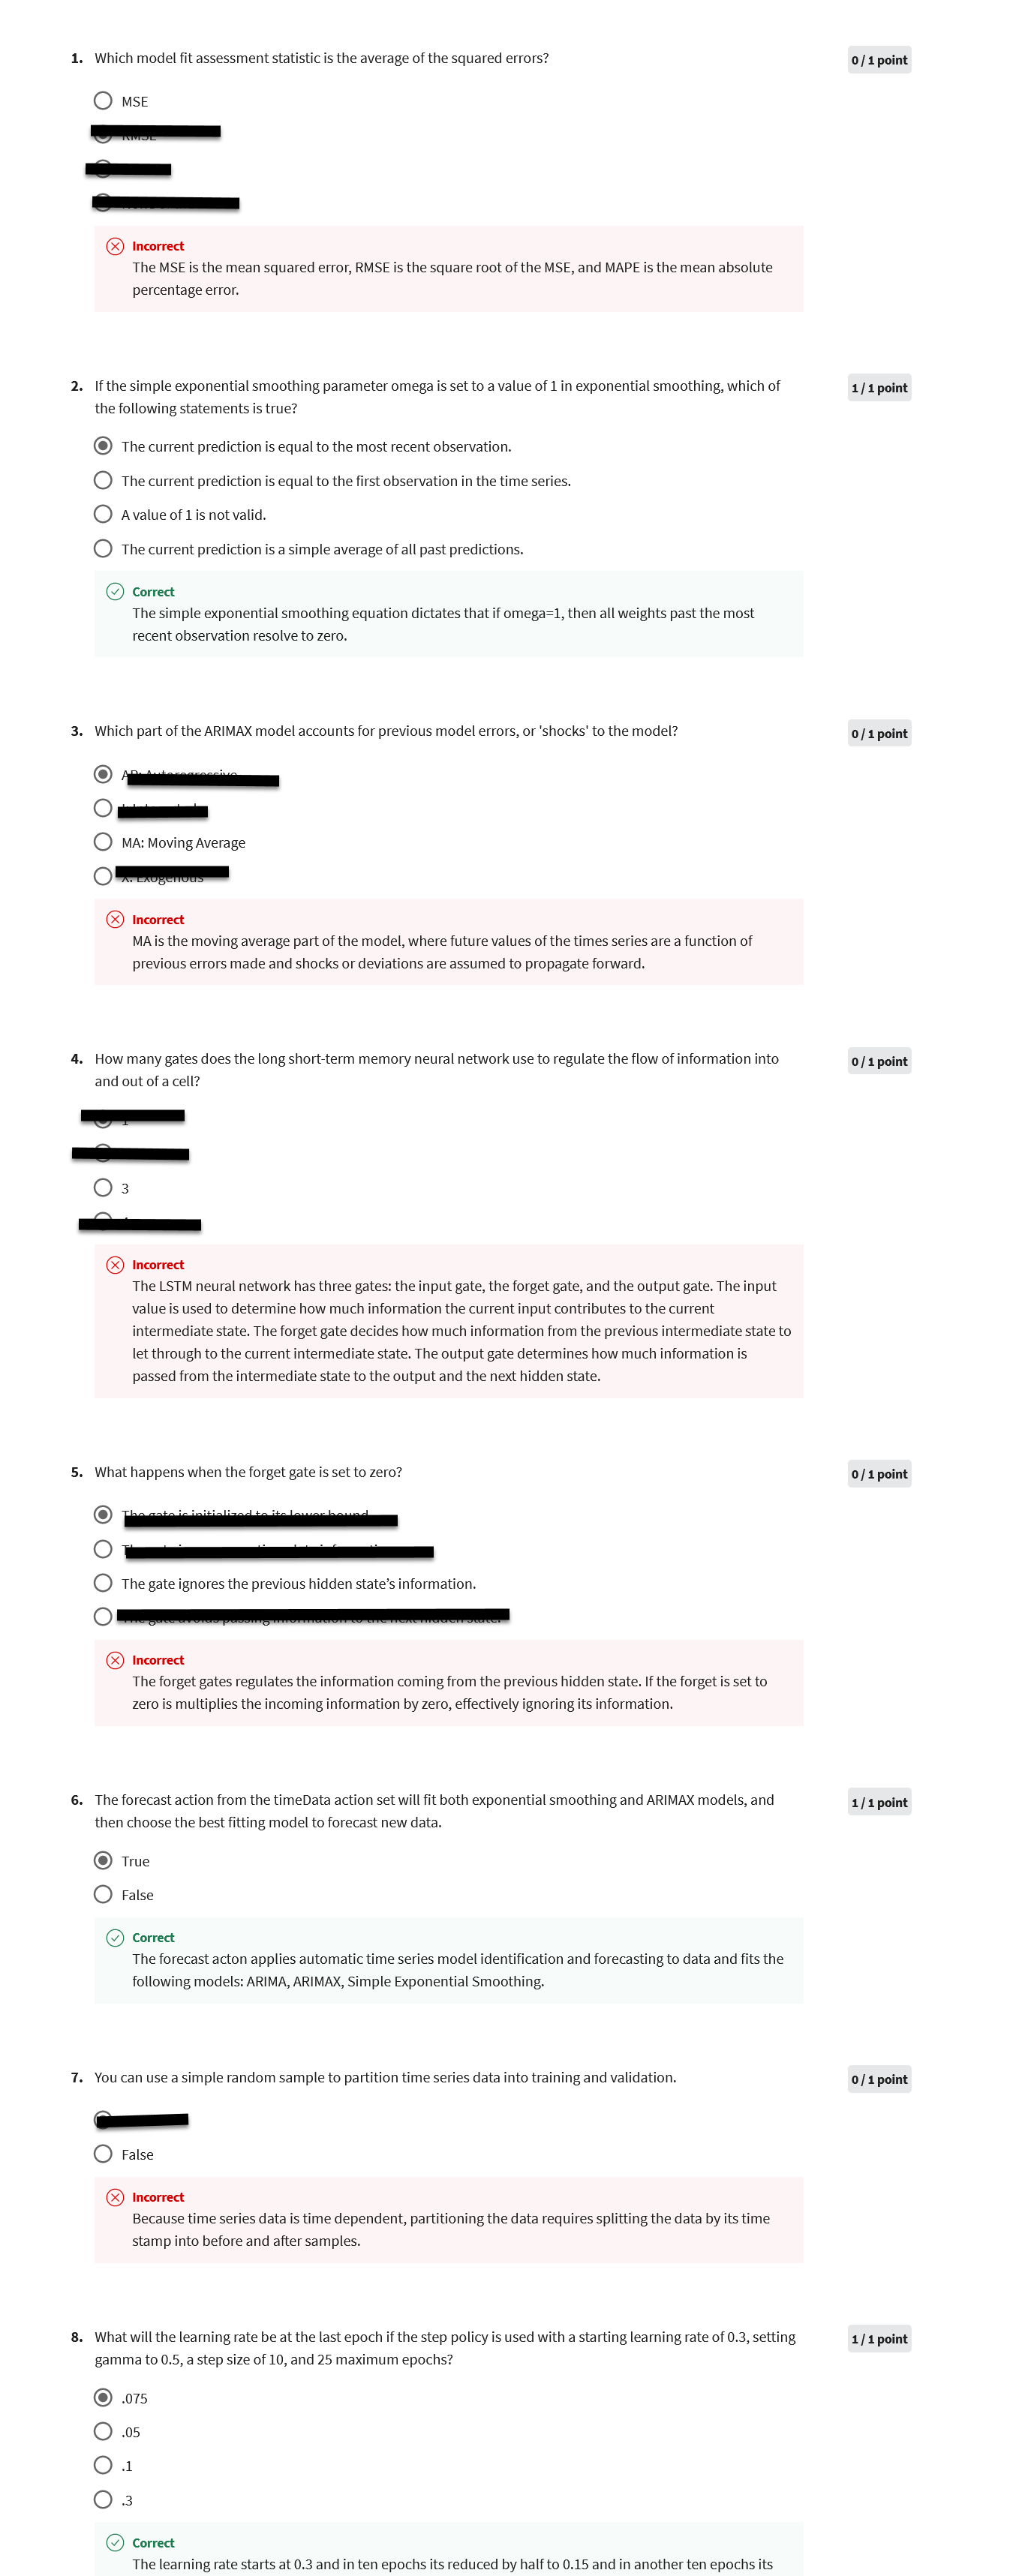 1. Which model fit assessment statistic is the average of the squared errors?
0 / 1 point
MSE
RMSE
Incorrect
The MSE is the mean squared error, RMSE is the square root of the MSE, and MAPE is the mean absolute
percentage error.
2. If the simple exponential smoothing parameter omega is set to a value of 1 in exponential smoothing, which of
the following statements is true?
1 / 1 point
The current prediction is equal to the most recent observation.
The current prediction is equal to the first observation in the time series.
A value of 1 is not valid.
The current prediction is a simple average of all past predictions.
Correct
The simple exponential smoothing equation dictates that if omega=1, then all weights past the most
recent observation resolve to zero.
3. Which part of the ARIMAX model accounts for previous model errors, or 'shocks' to the model?
0 / 1 point
AR: Autoregressive
MA: Moving Average
X: Exogenous
Incorrect
MA is the moving average part of the model, where future values of the times series are a function of
previous errors made and shocks or deviations are assumed to propagate forward.
4. How many gates does the long short-term memory neural network use to regulate the flow of information into
and out of a cell?
0 / 1 point
1
3
Incorrect
The LSTM neural network has three gates: the input gate, the forget gate, and the output gate. The input
value is used to determine how much information the current input contributes to the current
intermediate state. The forget gate decides how much information from the previous intermediate state to
let through to the current intermediate state. The output gate determines how much information is
passed from the intermediate state to the output and the next hidden state.
5. What happens when the forget gate is set to zero?
0 / 1 point
The gate is initialized to its lower bound.
The gate ignores the previous hidden state’s information.
The gate avoids passing information to the next hidden state.
Incorrect
The forget gates regulates the information coming from the previous hidden state. If the forget is set to
zero is multiplies the incoming information by zero, effectively ignoring its information.
6. The forecast action from the timeData action set will fit both exponential smoothing and ARIMAX models, and
then choose the best fitting model to forecast new data.
1 / 1 point
True
False
Correct
The forecast acton applies automatic time series model identification and forecasting to data and fits the
following models: ARIMA, ARIMAX, Simple Exponential Smoothing.
7. You can use a simple random sample to partition time series data into training and validation.
0 / 1 point
False
Incorrect
Because time series data is time dependent, partitioning the data requires splitting the data by its time
stamp into before and after samples.
8. What will the learning rate be at the last epoch if the step policy is used with a starting learning rate of 0.3, setting
gamma to 0.5, a step size of 10, and 25 maximum epochs?
1 / 1 point
.075
.05
.1
.3
Correct
The learning rate starts at 0.3 and in ten epochs its reduced by half to 0.15 and in another ten epochs its